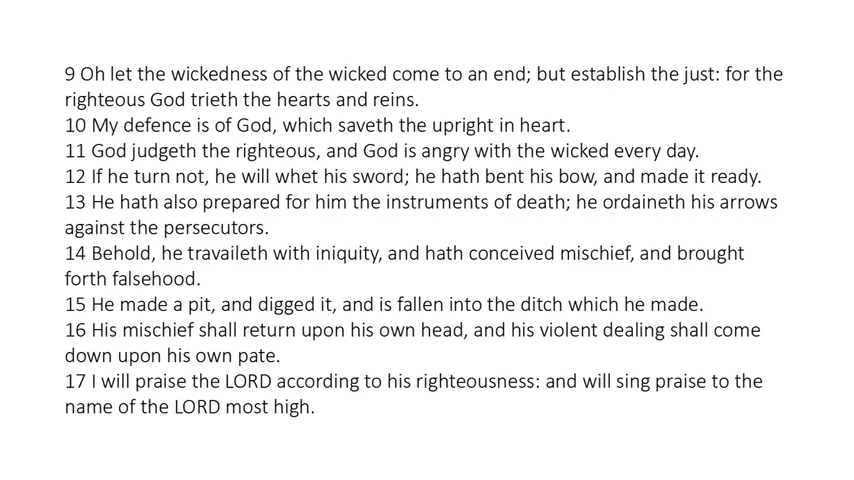 9 Oh let the wickedness of the wicked come to an end; but establish the just: for the
righteous God trieth the hearts and reins.
10 My defence is of God, which saveth the upright in heart.
11 God judgeth the righteous, and God is angry with the wicked every day.
12 If he turn not, he will whet his sword; he hath bent his bow, and made it ready.
13 He hath also prepared for him the instruments of death; he ordaineth his arrows
against the persecutors.
14 Behold, he travaileth with iniquity, and hath conceived mischief, and brought
forth falsehood.
15 He made a pit, and digged it, and is fallen into the ditch which he made.
16 His mischief shall return upon his own head, and his violent dealing shall come
down upon his own pate.
17 I will praise the LORD according to his righteousness: and will sing praise to the
name of the LORD most high.